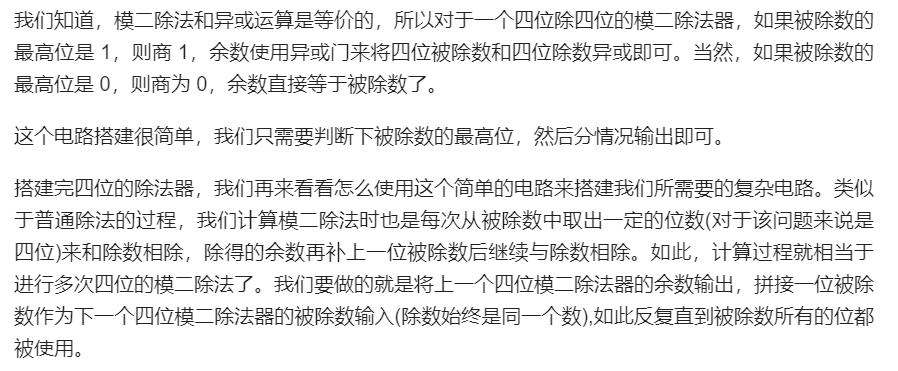 我们知道，模二除法和异或运算是等价的，所以对于一个四位除四位的模二除法器，如果被除数的
最高位是 1，则商 1，余数使用异或门来将四位被除数和四位除数异或即可。当然，如果被除数的
最高位是 0，则商为 0，余数直接等于被除数了。
这个电路搭建很简单，我们只需要判断下被除数的最高位，然后分情况输出即可。
搭建完四位的除法器，我们再来看看怎么使用这个简单的电路来搭建我们所需要的复杂电路。类似
于普通除法的过程，我们计算模二除法时也是每次从被除数中取出一定的位数(对于该问题来说是
四位)来和除数相除，除得的余数再补上一位被除数后继续与除数相除。如此，计算过程就相当于
进行多次四位的模二除法了。我们要做的就是将上一个四位模二除法器的余数输出，拼接一位被除
数作为下一个四位模二除法器的被除数输入(除数始终是同一个数),如此反复直到被除数所有的位都
被使用。